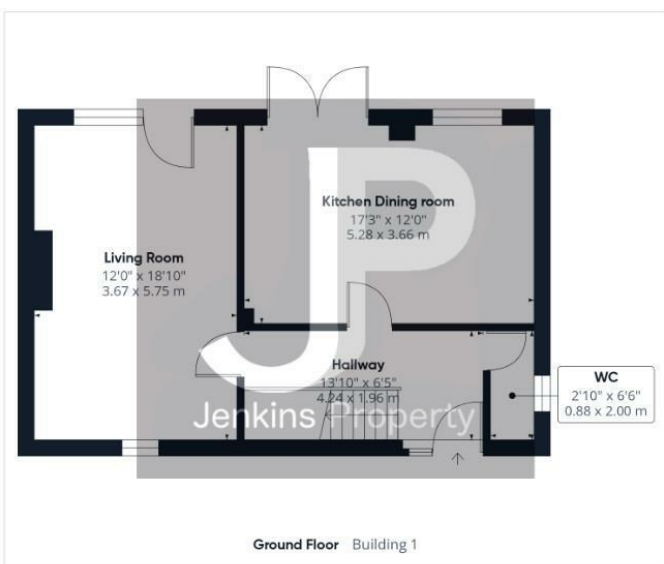 Kitchen Dining room
17'3" x 12'0"
5.28 x 3.66 m
Living Room
12'0" x 18'10"
3.67 x 5.75 m
Hallway
13'10" x 6'5"
4.24 x 1.96 m
WC
2'10" x 6'6"
0.88 x 2.00 m
JP
Jenkins Property
Ground Floor Building 1